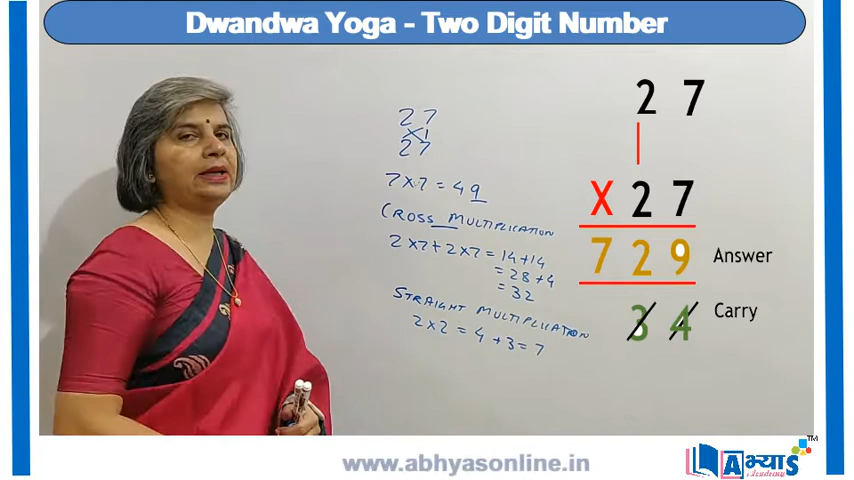 Dwandwa Yoga - Two Digit Number
27
27
7×7 = 49
CROSS MULTIPLICATION
2×7+2×7 = 14+14
= 28+4
= 32
STRAIGHT MULTIPLICATION
2×2 = 4 +3 = 7
2 7
X 2 7
7 2 9 Answer
3 4 Carry
www.abhyasonline.in
अभ्याS
Academy
TM